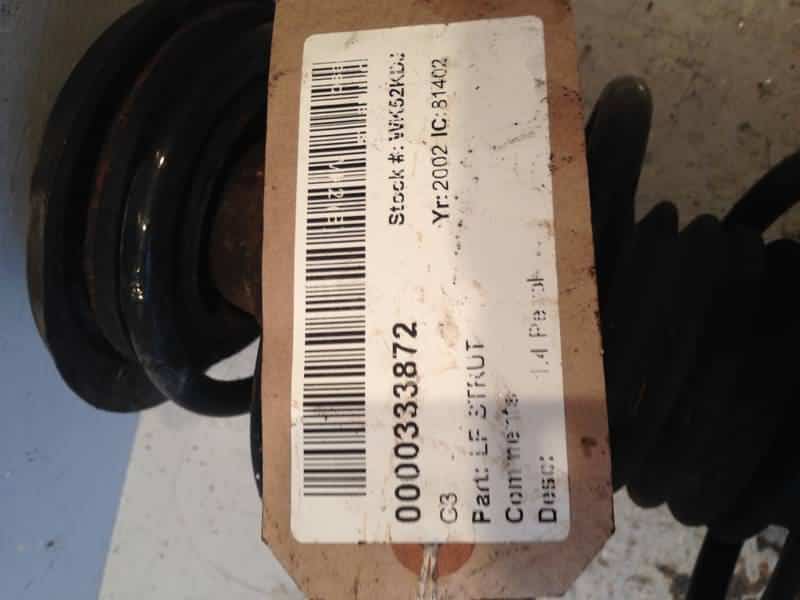 0000333872
Stock #: WK52KDJ
C3
Yr: 2002 IC: 81402
Part: LF STRUT
Comments:
Desc: 1.4 Petrol